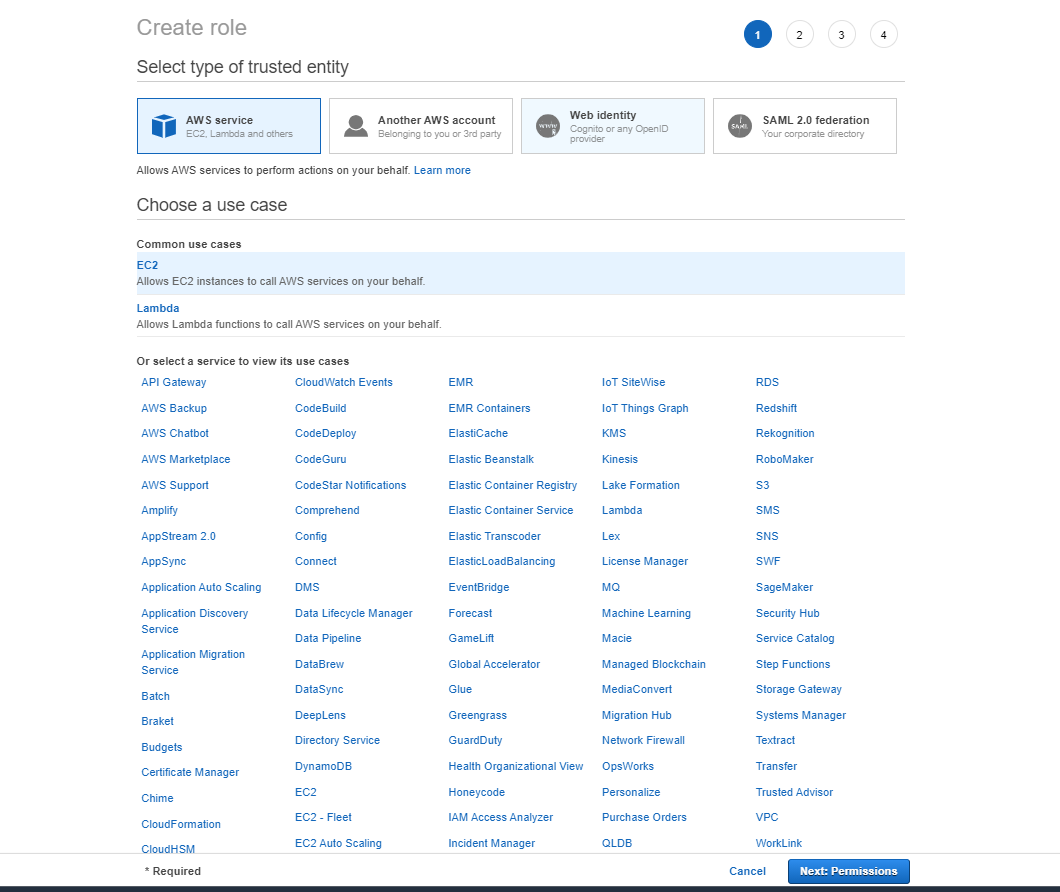 Create role
1 2 3 4
Select type of trusted entity
AWS service
EC2, Lambda and others
Another AWS account
Belonging to you or 3rd party
WWW
Web identity
Cognito or any OpenID
provider
SAML
SAML 2.0 federation
Your corporate directory
Allows AWS services to perform actions on your behalf. Learn more
Choose a use case
Common use cases
EC2
Allows EC2 instances to call AWS services on your behalf.
Lambda
Allows Lambda functions to call AWS services on your behalf.
Or select a service to view its use cases
API Gateway
AWS Backup
AWS Chatbot
AWS Marketplace
AWS Support
Amplify
AppStream 2.0
AppSync
Application Auto Scaling
Application Discovery
Service
Application Migration
Service
Batch
Braket
Budgets
Certificate Manager
Chime
CloudFormation
CloudHSM
CloudWatch Events
CodeBuild
CodeDeploy
CodeGuru
CodeStar Notifications
Comprehend
Config
Connect
DMS
Data Lifecycle Manager
Data Pipeline
DataBrew
DataSync
DeepLens
Directory Service
DynamoDB
EC2
EC2 - Fleet
EC2 Auto Scaling
EMR
EMR Containers
ElastiCache
Elastic Beanstalk
Elastic Container Registry
Elastic Container Service
Elastic Transcoder
ElasticLoadBalancing
EventBridge
Forecast
GameLift
Global Accelerator
Glue
Greengrass
GuardDuty
Health Organizational View
Honeycode
IAM Access Analyzer
Incident Manager
IoT SiteWise
IoT Things Graph
KMS
Kinesis
Lake Formation
Lambda
Lex
License Manager
MQ
Machine Learning
Macie
Managed Blockchain
MediaConvert
Migration Hub
Network Firewall
OpsWorks
Personalize
Purchase Orders
QLDB
RDS
Redshift
Rekognition
RoboMaker
S3
SMS
SNS
SWF
SageMaker
Security Hub
Service Catalog
Step Functions
Storage Gateway
Systems Manager
Textract
Transfer
Trusted Advisor
VPC
WorkLink
* Required
Cancel
Next: Permissions